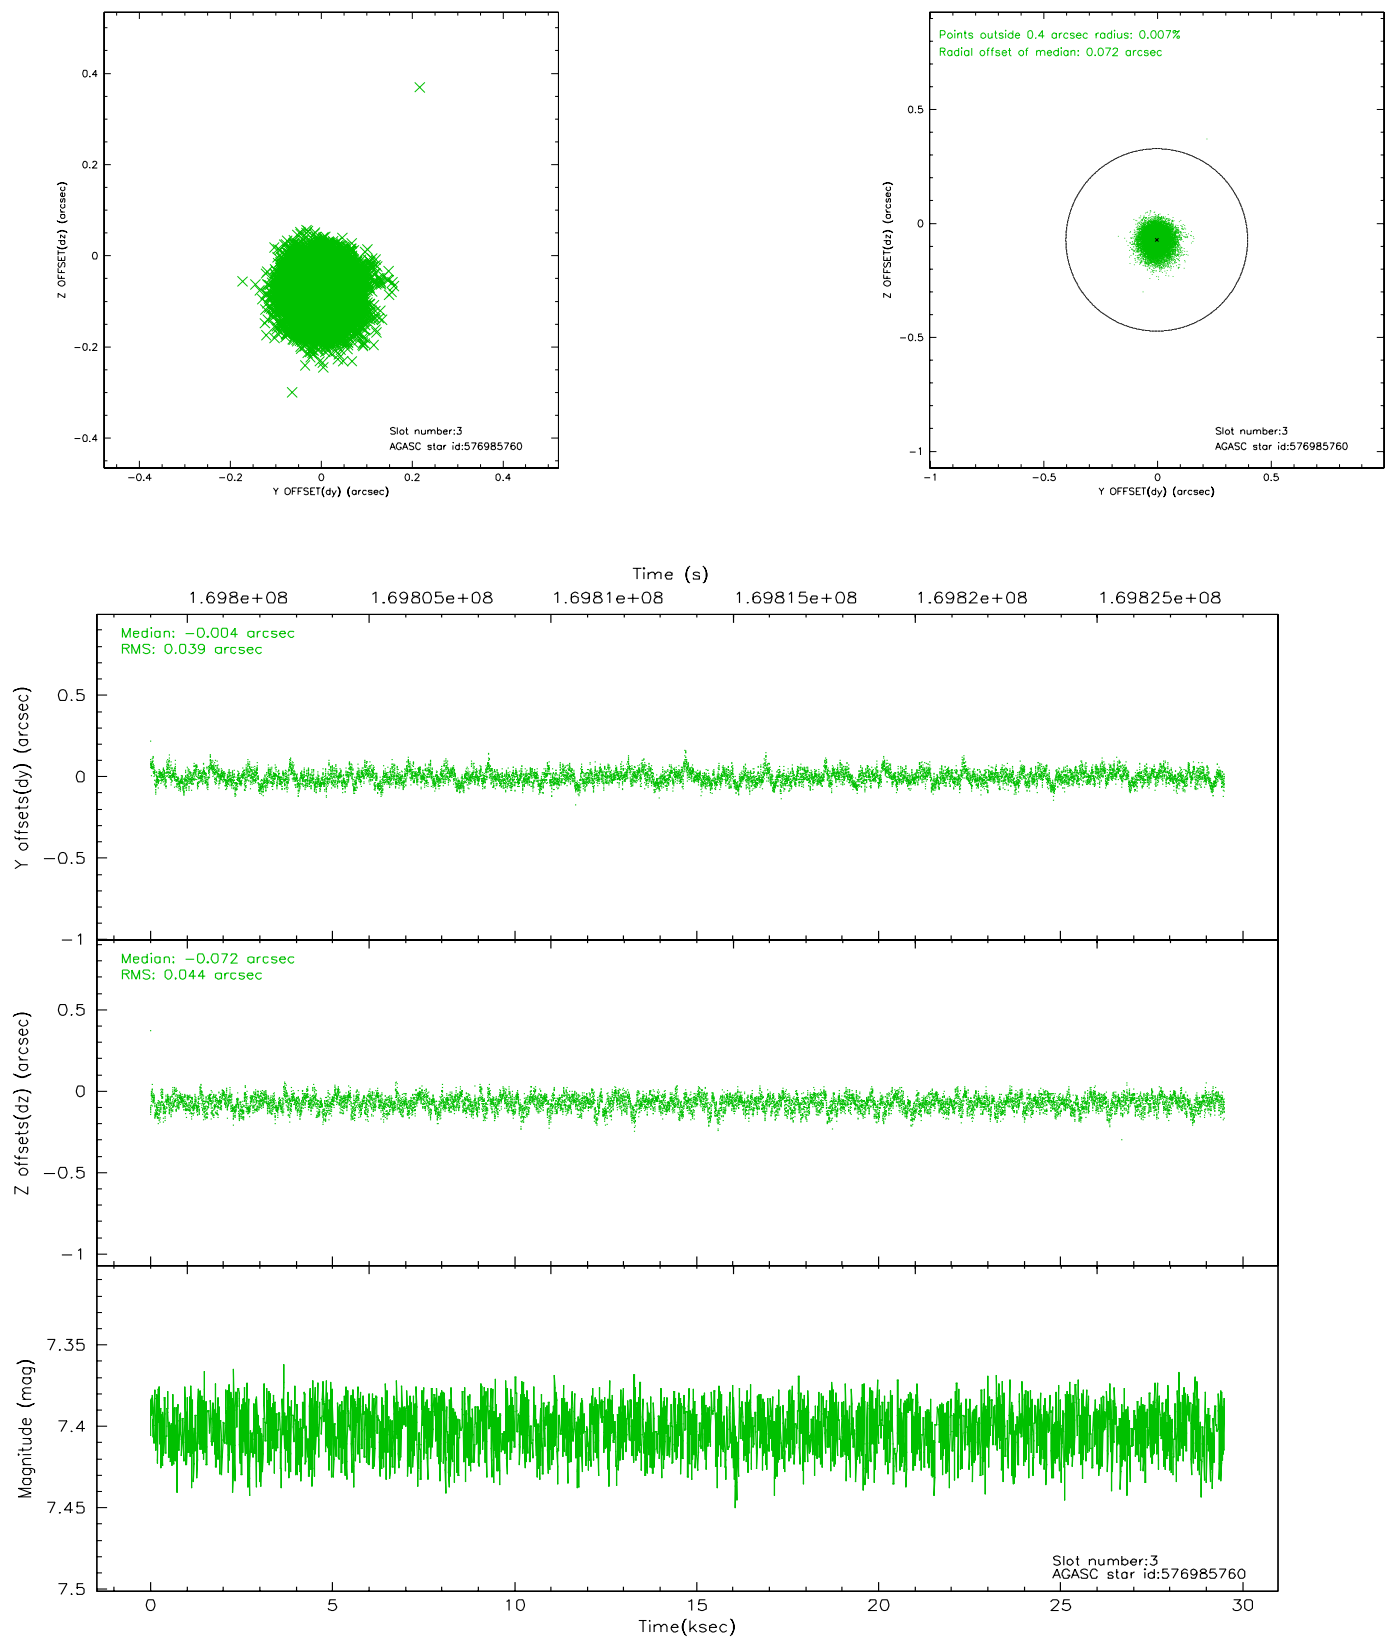 0.4
0.2
0
-0.2
-0.4
Z OFFSET(dz) (arcsec)
Slot number:3
AGASC star id:576985760
-0.4 -0.2 0 0.2 0.4
Y OFFSET(dy) (arcsec)
Points outside 0.4 arcsec radius: 0.007%
Radial offset of median: 0.072 arcsec
0.5
0
-0.5
-1
Z OFFSET(dz) (arcsec)
Slot number:3
AGASC star id:576985760
-1 -0.5 0 0.5
Y OFFSET(dy) (arcsec)
Time (s)
1.698e+08 1.69805e+08 1.6981e+08 1.69815e+08 1.6982e+08 1.69825e+08
Median: -0.004 arcsec
RMS: 0.039 arcsec
0.5
0
-0.5
-1
Y offsets(dy) (arcsec)
Median: -0.072 arcsec
RMS: 0.044 arcsec
0.5
0
-0.5
-1
Z offsets(dz) (arcsec)
7.35
7.4
7.45
7.5
Magnitude (mag)
Slot number:3
AGASC star id:576985760
0 5 10 15 20 25 30
Time(ksec)